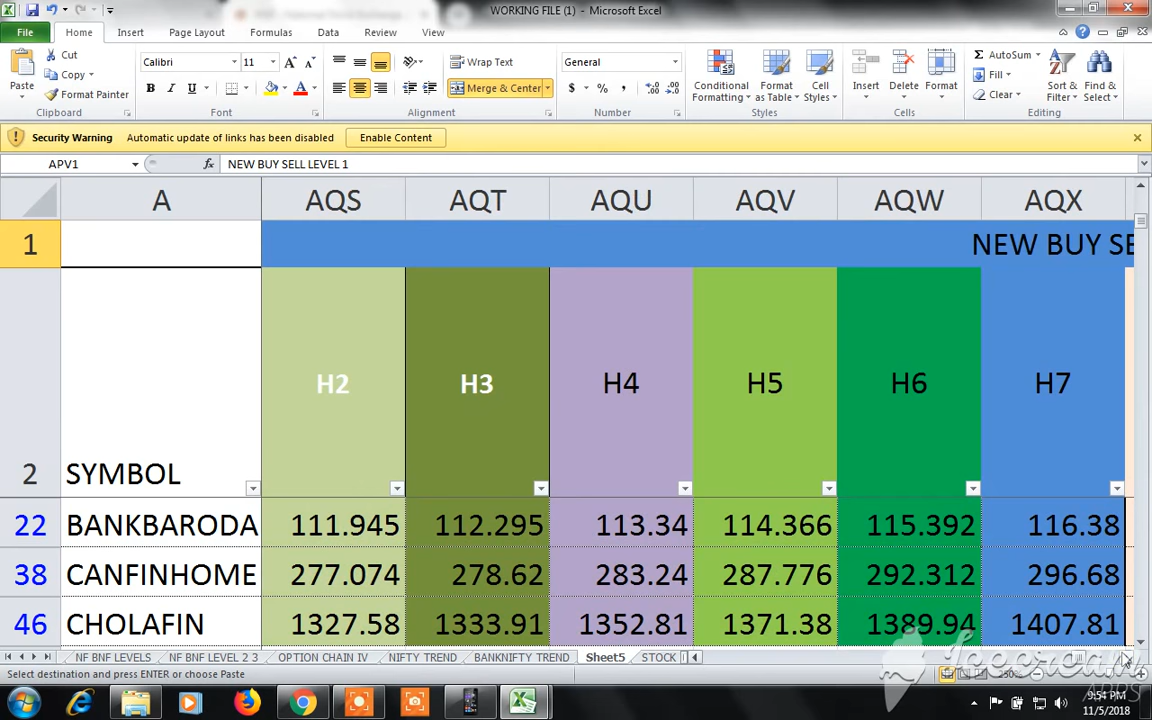 WORKING FILE (1) - Microsoft Excel
File Home Insert Page Layout Formulas Data Review View
Paste Cut Copy Format Painter Clipboard
Calibri 11 A A B I U A Font
Wrap Text Merge & Center Alignment
General $ % , Number
Conditional Formatting Format as Table Cell Styles Styles
Insert Delete Format Cells
Σ AutoSum Fill Clear Sort & Filter Find & Select Editing
Security Warning Automatic update of links has been disabled Enable Content
APV1 fx NEW BUY SELL LEVEL 1
A AQS AQT AQU AQV AQW AQX
1 NEW BUY SE
2 SYMBOL H2 H3 H4 H5 H6 H7
22 BANKBARODA 111.945 112.295 113.34 114.366 115.392 116.38
38 CANFINHOME 277.074 278.62 283.24 287.776 292.312 296.68
46 CHOLAFIN 1327.58 1333.91 1352.81 1371.38 1389.94 1407.81
NF BNF LEVELS NF BNF LEVEL 2 3 OPTION CHAIN IV NIFTY TREND BANKNIFTY TREND Sheet5 STOCK
Select destination and press ENTER or choose Paste 250%
Icecream
APPS
9:54 PM
11/5/2018